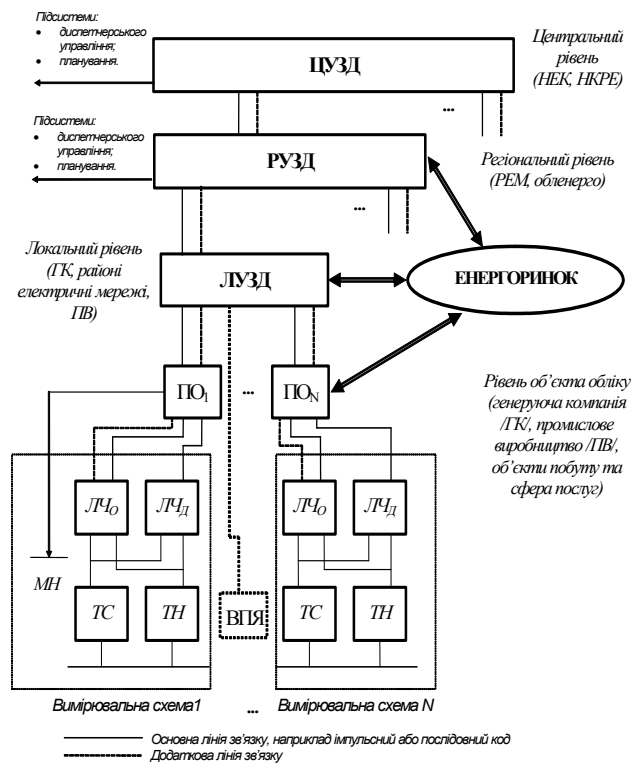 Підсистеми:
• диспетчерського
управління;
• планування.
ЦУЗД
Центральний
рівень
(НЕК, НКРЕ)
...
Підсистеми:
• диспетчерського
управління;
• планування.
РУЗД
Регіональний рівень
(РЕМ, обленерго)
...
Локальний рівень
(ГК, районі
електричні мережі,
ПВ)
ЛУЗД
ЕНЕРГОРИНОК
ПО1
...
ПОN
Рівень об’єкта обліку
(генеруюча компанія
/ГК/, промислове
виробництво /ПВ/,
об’єкти побуту та
сфера послуг)
ЛЧО
ЛЧД
ЛЧО
ЛЧД
МН
ТС
ТН
ВПЯ
ТС
ТН
Вимірювальна схема1
...
Вимірювальна схема N
Основна лінія зв’язку, наприклад імпульсний або послідовний код
Додаткова лінія зв’язку